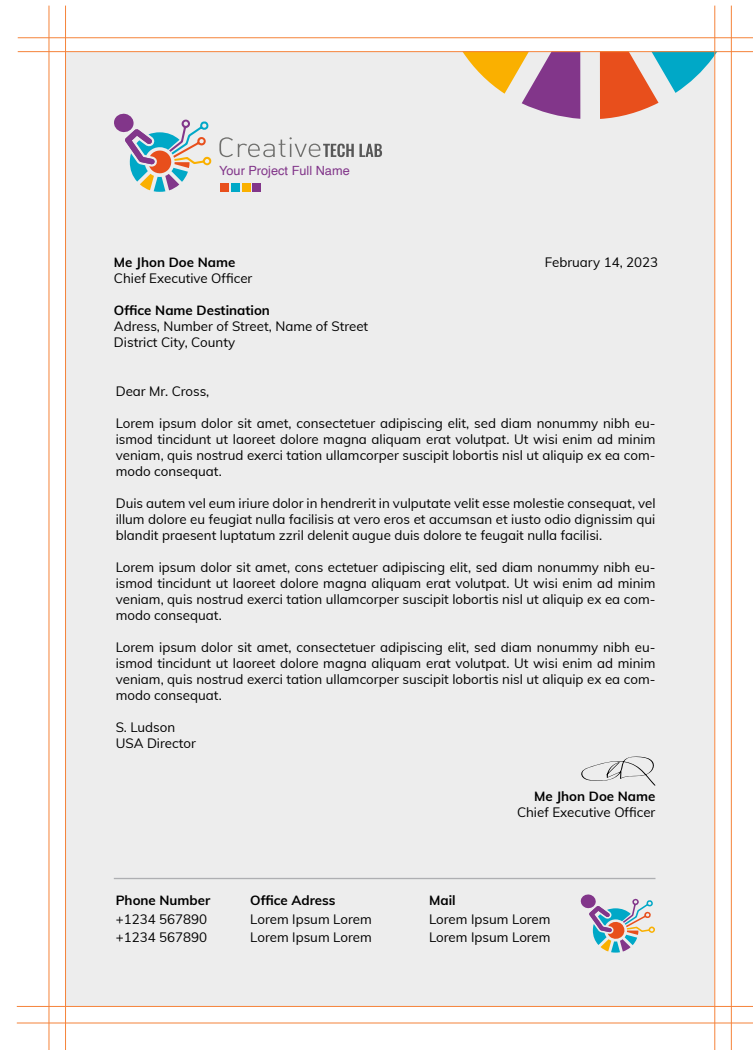 CreativeTECH LAB
Your Project Full Name
Me Jhon Doe Name
February 14, 2023
Chief Executive Officer
Office Name Destination
Adress, Number of Street, Name of Street
District City, County
Dear Mr. Cross,
Lorem ipsum dolor sit amet, consectetuer adipiscing elit, sed diam nonummy nibh eu-
ismod tincidunt ut laoreet dolore magna aliquam erat volutpat. Ut wisi enim ad minim
veniam, quis nostrud exerci tation ullamcorper suscipit lobortis nisl ut aliquip ex ea com-
modo consequat.
Duis autem vel eum iriure dolor in hendrerit in vulputate velit esse molestie consequat, vel
illum dolore eu feugiat nulla facilisis at vero eros et accumsan et iusto odio dignissim qui
blandit praesent luptatum zzril delenit augue duis dolore te feugait nulla facilisi.
Lorem ipsum dolor sit amet, cons ectetuer adipiscing elit, sed diam nonummy nibh eu-
ismod tincidunt ut laoreet dolore magna aliquam erat volutpat. Ut wisi enim ad minim
veniam, quis nostrud exerci tation ullamcorper suscipit lobortis nisl ut aliquip ex ea com-
modo consequat.
Lorem ipsum dolor sit amet, consectetuer adipiscing elit, sed diam nonummy nibh eu-
ismod tincidunt ut laoreet dolore magna aliquam erat volutpat. Ut wisi enim ad minim
veniam, quis nostrud exerci tation ullamcorper suscipit lobortis nisl ut aliquip ex ea com-
modo consequat.
S. Ludson
USA Director
Me Jhon Doe Name
Chief Executive Officer
Phone Number
+1234 567890
+1234 567890
Office Adress
Lorem Ipsum Lorem
Lorem Ipsum Lorem
Mail
Lorem Ipsum Lorem
Lorem Ipsum Lorem